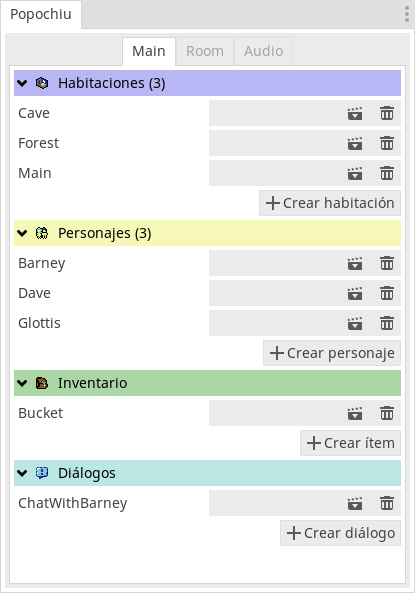 Popochiu
Main Room Audio
Habitaciones (3)
Cave
Forest
Main
Crear habitación
Personajes (3)
Barney
Dave
Glottis
Crear personaje
Inventario
Bucket
Crear ítem
Diálogos
ChatWithBarney
Crear diálogo